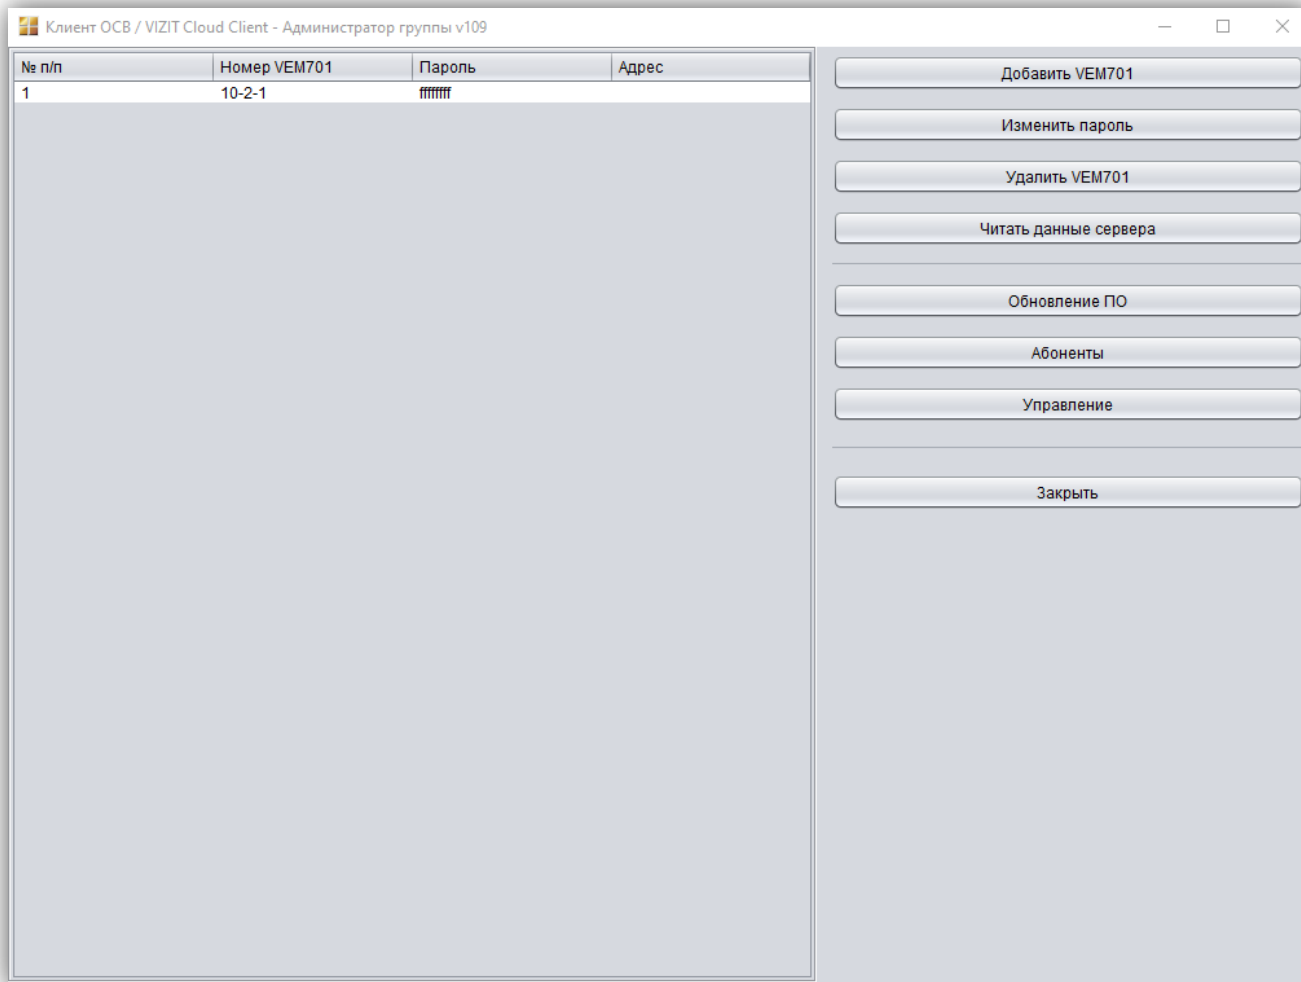 Клиент ОСВ / VIZIT Cloud Client - Администратор группы v109
№ п/п Номер VEM701 Пароль Адрес
1 10-2-1 ffffffff
Добавить VEM701
Изменить пароль
Удалить VEM701
Читать данные сервера
Обновление ПО
Абоненты
Управление
Закрыть